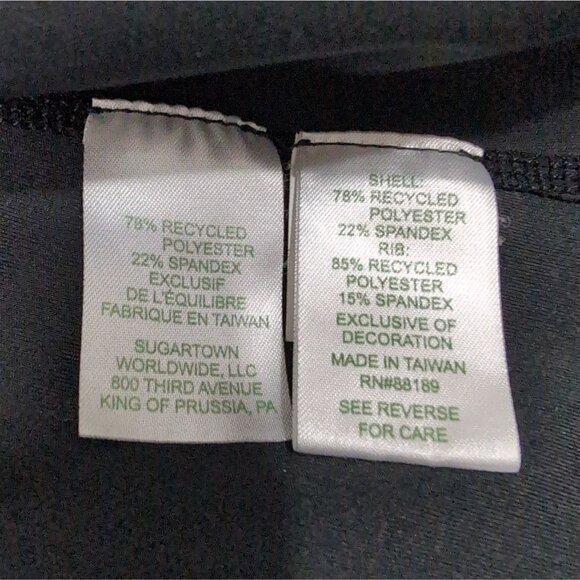 78% RECYCLED
POLYESTER
22% SPANDEX
EXCLUSIF
DE L'ÉQUILIBRE
FABRIQUE EN TAIWAN
SUGARTOWN
WORLDWIDE, LLC
800 THIRD AVENUE
KING OF PRUSSIA, PA
SHELL:
78% RECYCLED
POLYESTER
22% SPANDEX
RIB:
85% RECYCLED
POLYESTER
15% SPANDEX
EXCLUSIVE OF
DECORATION
MADE IN TAIWAN
RN#88189
SEE REVERSE
FOR CARE